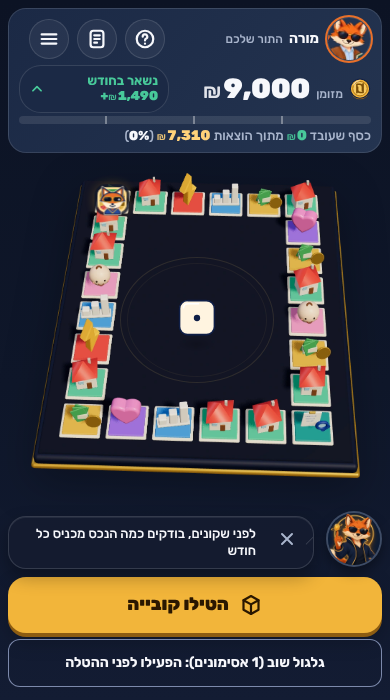 מורה התור שלכם
מזומן 9,000 ₪
נשאר בחודש
+₪1,490
כסף שעובד ₪0 מתוך הוצאות ₪7,310 (0%)
לפני שקונים, בודקים כמה הנכס מכניס כל
חודש
הטילו קובייה
גלגול שוב (1 אסימונים): הפעילו לפני ההטלה